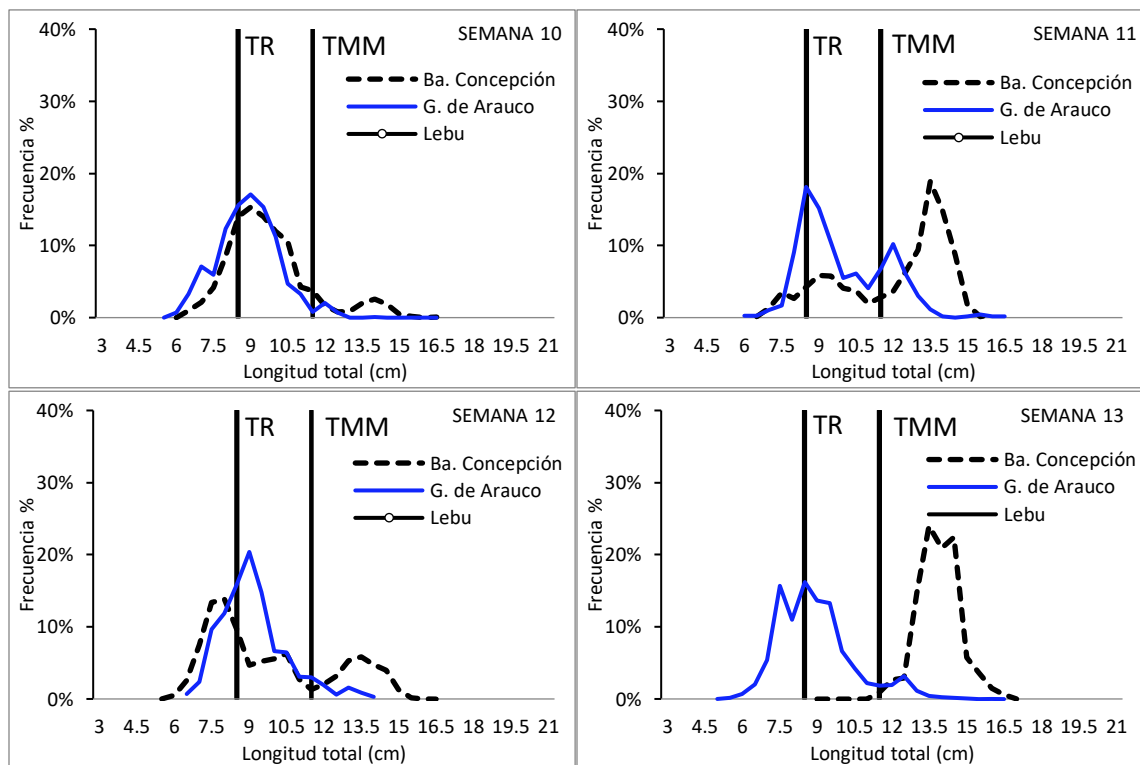 SEMANA 10
TR TMM
Ba. Concepción
G. de Arauco
Lebu
Frecuencia %
40%
30%
20%
10%
0%
3 4.5 6 7.5 9 10.5 12 13.5 15 16.5 18 19.5 21
Longitud total (cm)
SEMANA 11
TR TMM
Ba. Concepción
G. de Arauco
Lebu
Frecuencia %
40%
30%
20%
10%
0%
3 4.5 6 7.5 9 10.5 12 13.5 15 16.5 18 19.5 21
Longitud total (cm)
SEMANA 12
TR TMM
Ba. Concepción
G. de Arauco
Lebu
Frecuencia %
40%
30%
20%
10%
0%
3 4.5 6 7.5 9 10.5 12 13.5 15 16.5 18 19.5 21
Longitud total (cm)
SEMANA 13
TR TMM
Ba. Concepción
G. de Arauco
Lebu
Frecuencia %
40%
30%
20%
10%
0%
3 4.5 6 7.5 9 10.5 12 13.5 15 16.5 18 19.5 21
Longitud total (cm)